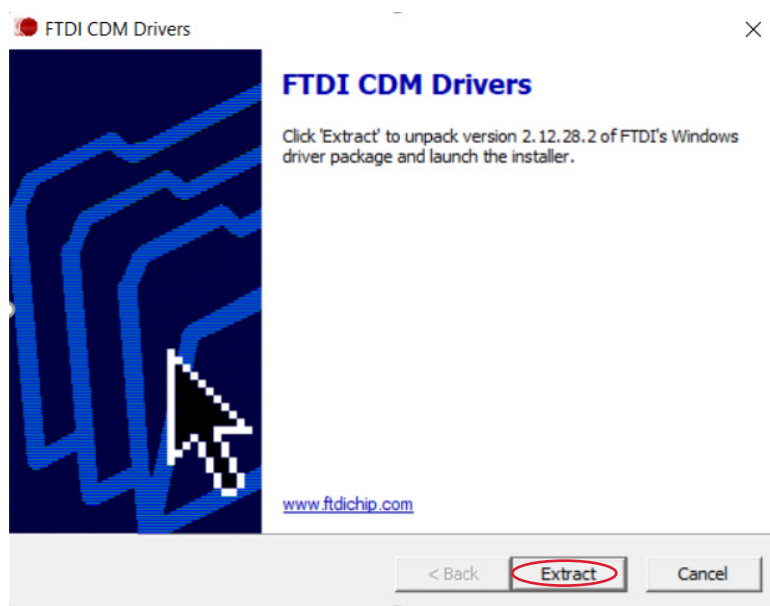 FTDI CDM Drivers
FTDI CDM Drivers
Click 'Extract' to unpack version 2.12.28.2 of FTDI's Windows
driver package and launch the installer.
www.ftdichip.com
< Back Extract Cancel